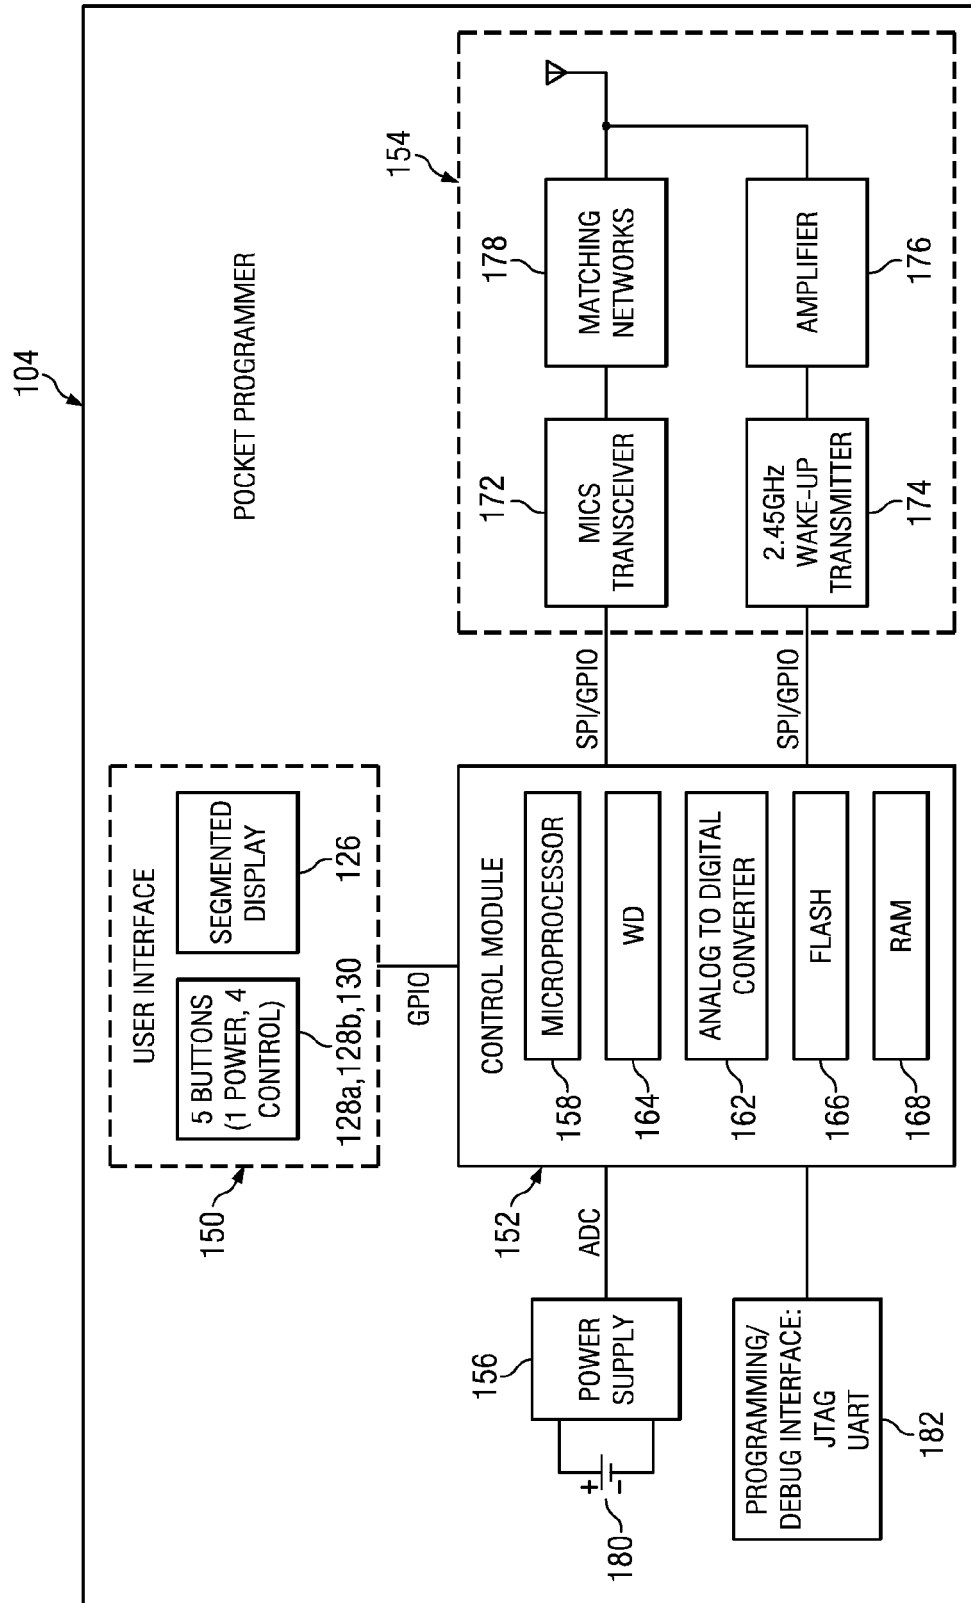 104
POCKET PROGRAMMER
USER INTERFACE
5 BUTTONS
(1 POWER, 4
CONTROL)
SEGMENTED
DISPLAY
150
128a,128b,130
126
GPIO
154
178
MATCHING
NETWORKS
172
MICS
TRANSCEIVER
AMPLIFIER
176
2.45GHz
WAKE-UP
TRANSMITTER
174
SPI/GPIO
SPI/GPIO
152
CONTROL MODULE
MICROPROCESSOR
158
WD
164
ANALOG TO DIGITAL
CONVERTER
162
FLASH
166
RAM
168
ADC
156
POWER
SUPPLY
+
-
180
PROGRAMMING/
DEBUG INTERFACE:
JTAG
UART
182